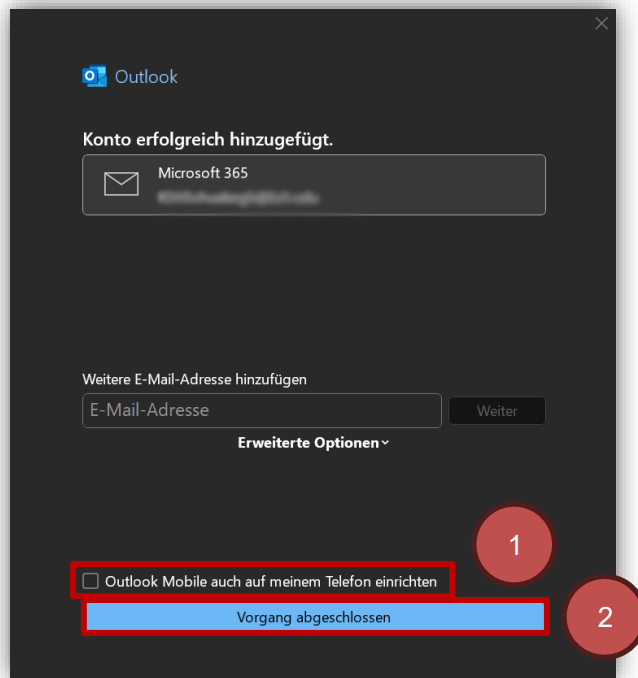 Outlook
Konto erfolgreich hinzugefügt.
Microsoft 365
Weitere E-Mail-Adresse hinzufügen
E-Mail-Adresse
Weiter
Erweiterte Optionen
1
Outlook Mobile auch auf meinem Telefon einrichten
Vorgang abgeschlossen
2